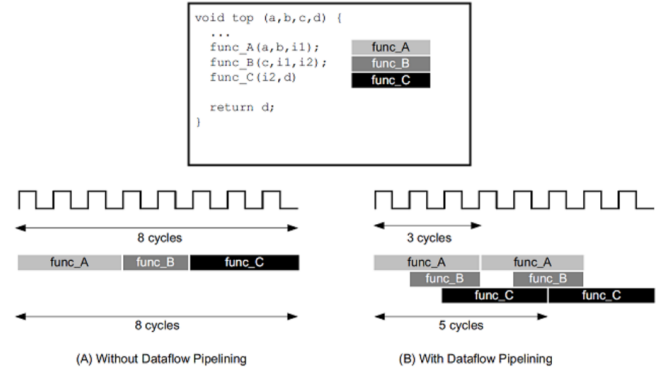 void top (a,b,c,d) {
...
func_A(a,b,i1);
func_A
func_B(c,i1,i2);
func_B
func_C(i2,d)
func_C
return d;
}
8 cycles
func_A func_B func_C
8 cycles
(A) Without Dataflow Pipelining
3 cycles
func_A func_A
func_B func_B
func_C func_C
5 cycles
(B) With Dataflow Pipelining